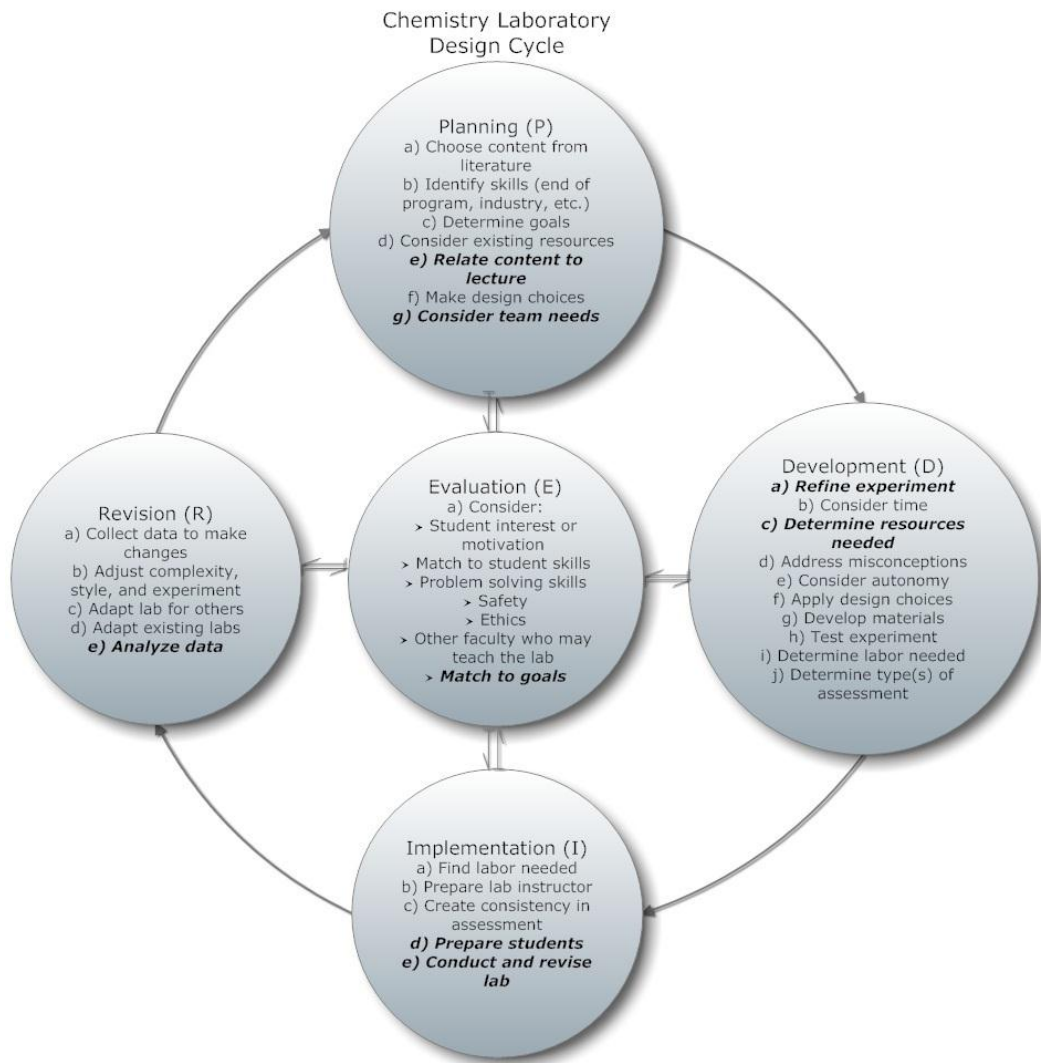 Chemistry Laboratory
Design Cycle
Planning (P)
a) Choose content from
literature
b) Identify skills (end of
program, industry, etc.)
c) Determine goals
d) Consider existing resources
e) Relate content to
lecture
f) Make design choices
g) Consider team needs
Revision (R)
a) Collect data to make
changes
b) Adjust complexity,
style, and experiment
c) Adapt lab for others
d) Adapt existing labs
e) Analyze data
Evaluation (E)
a) Consider:
➤ Student interest or
motivation
➤ Match to student skills
➤ Problem solving skills
➤ Safety
➤ Ethics
➤ Other faculty who may
teach the lab
➤ Match to goals
Development (D)
a) Refine experiment
b) Consider time
c) Determine resources
needed
d) Address misconceptions
e) Consider autonomy
f) Apply design choices
g) Develop materials
h) Test experiment
i) Determine labor needed
j) Determine type(s) of
assessment
Implementation (I)
a) Find labor needed
b) Prepare lab instructor
c) Create consistency in
assessment
d) Prepare students
e) Conduct and revise
lab